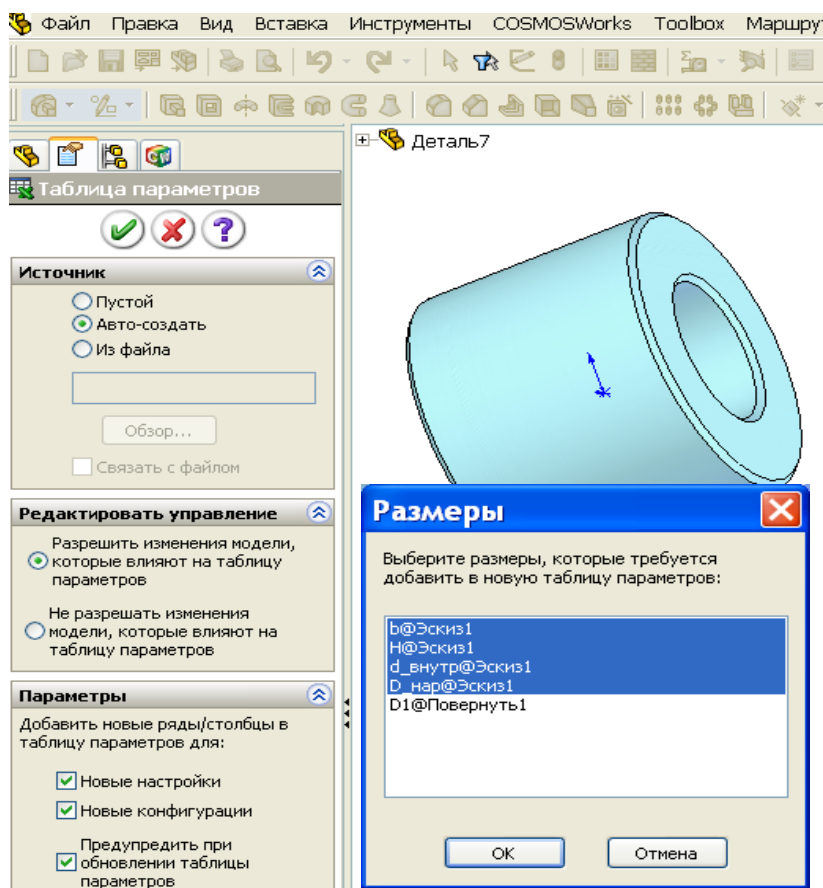 Файл Правка Вид Вставка Инструменты COSMOSWorks Toolbox Маршру
Деталь7
Таблица параметров
Источник
Пустой
Авто-создать
Из файла
Обзор...
Связать с файлом
Редактировать управление
Разрешить изменения модели,
которые влияют на таблицу
параметров
Не разрешать изменения
модели, которые влияют на
таблицу параметров
Параметры
Добавить новые ряды/столбцы в
таблицу параметров для:
Новые настройки
Новые конфигурации
Предупредить при
обновлении таблицы
параметров
Размеры
Выберите размеры, которые требуется
добавить в новую таблицу параметров:
b@Эскиз1
H@Эскиз1
d_внутр@Эскиз1
D_нар@Эскиз1
D1@Повернуть1
ОК
Отмена